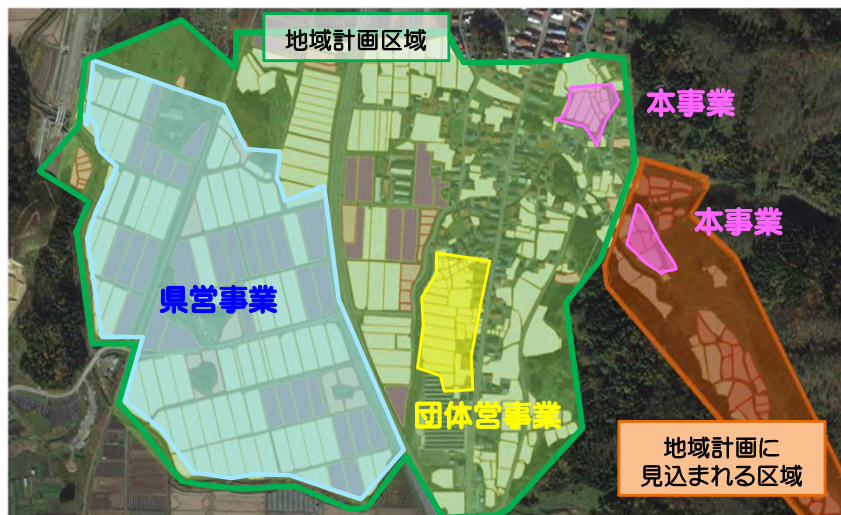 地域計画区域
本事業
本事業
県営事業
団体営事業
地域計画に
見込まれる区域